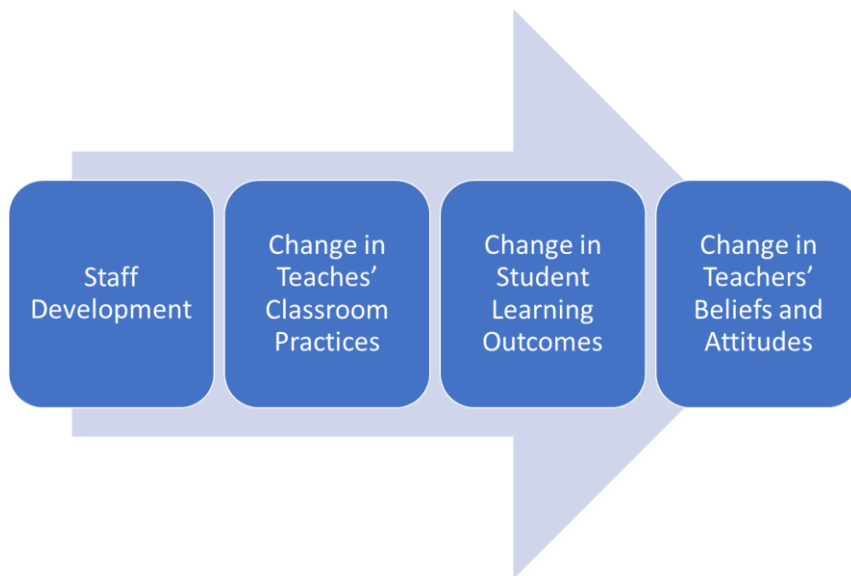 Staff
Development
Change in
Teaches’
Classroom
Practices
Change in
Student
Learning
Outcomes
Change in
Teachers’
Beliefs and
Attitudes